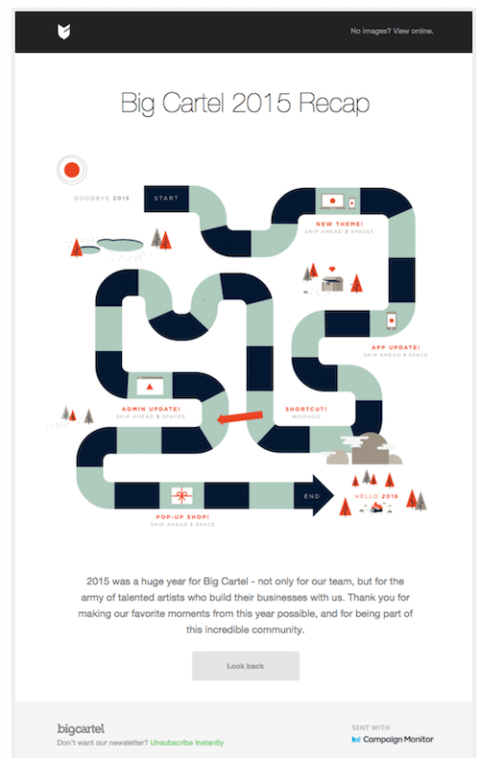 No images? View online.
Big Cartel 2015 Recap
GOODBYE 2015
START
NEW THEME!
SKIP AHEAD 2 SPACES
APP UPDATE!
SKIP AHEAD 1 SPACE
ADMIN UPDATE!
SKIP AHEAD 3 SPACES
SHORTCUT!
WOOHOO
END
HELLO 2016
POP-UP SHOP!
SKIP AHEAD 1 SPACE
2015 was a huge year for Big Cartel - not only for our team, but for the
army of talented artists who build their businesses with us. Thank you for
making our favorite moments from this year possible, and for being part of
this incredible community.
Look back
bigcartel
Don't want our newsletter? Unsubscribe Instantly
SENT WITH
Campaign Monitor